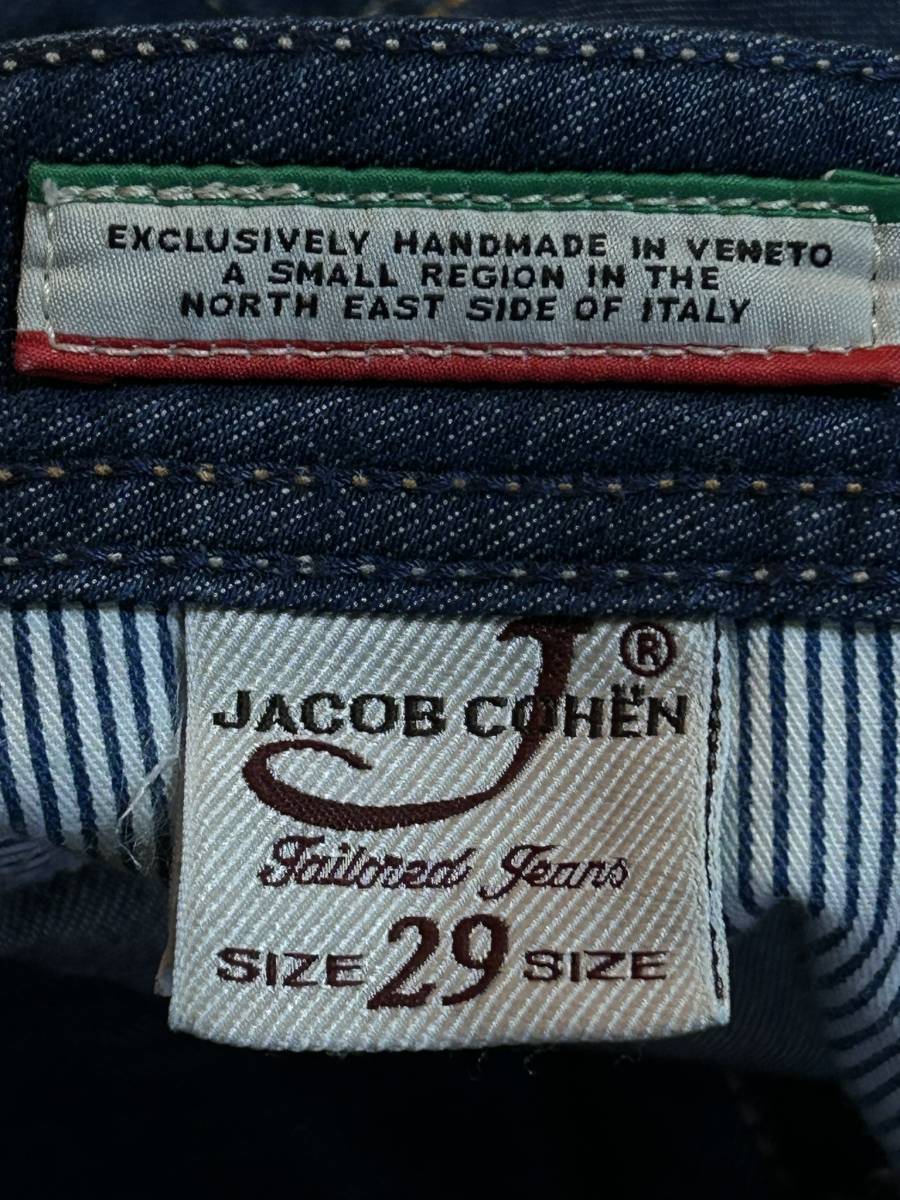 EXCLUSIVELY HANDMADE IN VENETO
A SMALL REGION IN THE
NORTH EAST SIDE OF ITALY
J ®
JACOB COHËN
Tailored Jeans
SIZE 29 SIZE